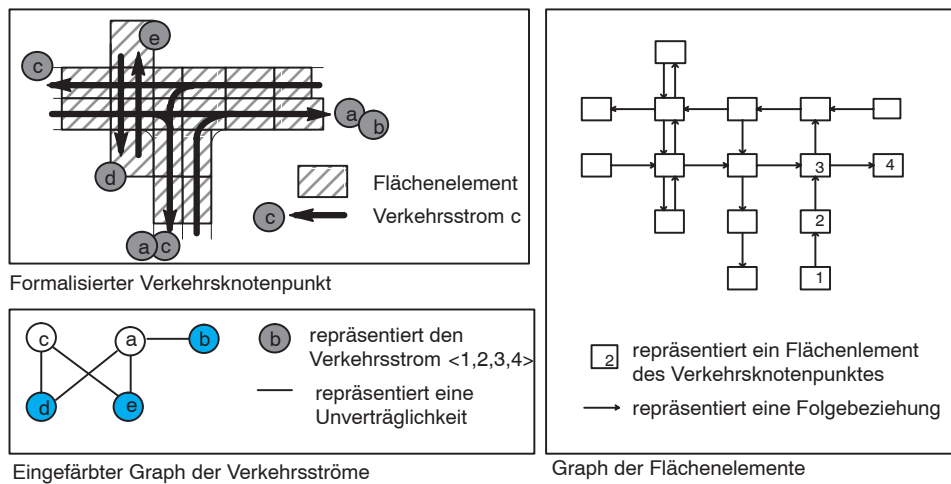 e
c
a
b
d
Flächenelement
c
Verkehrsstrom c
a c
Formalisierter Verkehrsknotenpunkt
c a b
d e
b
repräsentiert den
Verkehrsstrom <1,2,3,4>
repräsentiert eine
Unverträglichkeit
Eingefärbter Graph der Verkehrsströme
3 4
2
1
2
repräsentiert ein Flächenlement
des Verkehrsknotenpunktes
repräsentiert eine Folgebeziehung
Graph der Flächenelemente